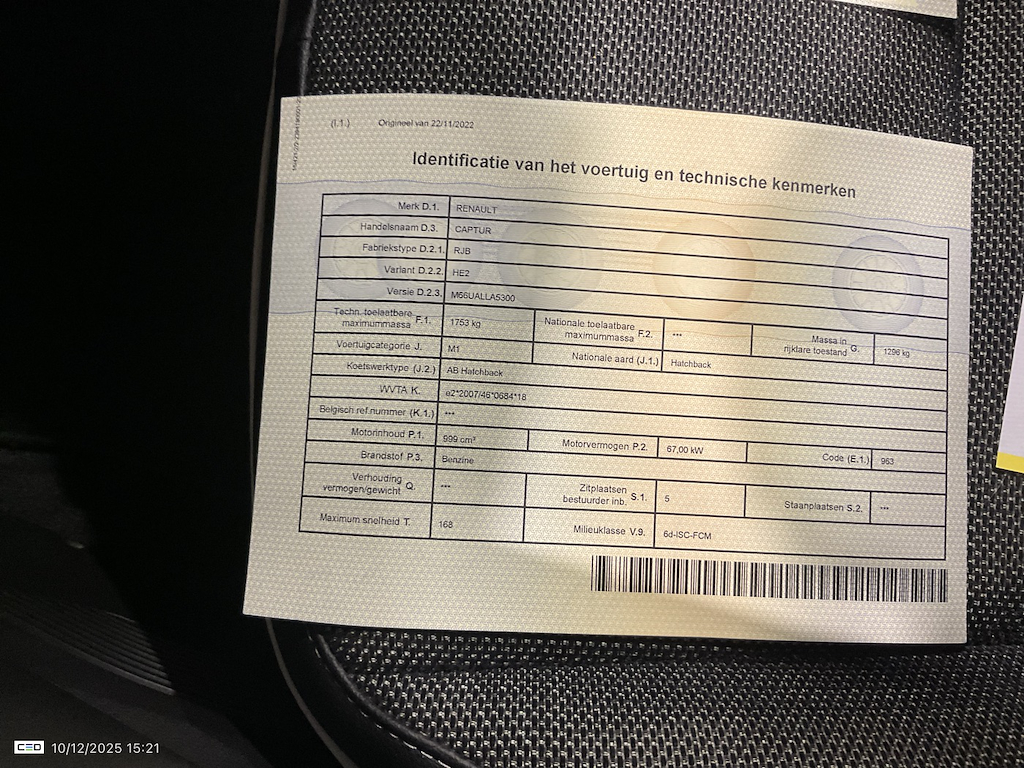 (I.1.) Origineel van 22/11/2022
Identificatie van het voertuig en technische kenmerken
Merk D.1. RENAULT
Handelsnaam D.3. CAPTUR
Fabriekstype D.2.1. RJB
Variant D.2.2. HE2
Versie D.2.3. M66UALLA5300
Techn. toelaatbare maximummassa F.1. 1753 kg Nationale toelaatbare maximummassa F.2. *** Massa in rijklare toestand G. 1296 kg
Voertuigcategorie J. M1 Nationale aard (J.1.) Hatchback
Koetswerktype (J.2.) AB Hatchback
WVTA K. e2*2007/46*0684*18
Belgisch ref.nummer (K.1.) ***
Motorinhoud P.1. 999 cm³ Motorvermogen P.2. 67,00 kW Code (E.1.) 963
Brandstof P.3. Benzine
Verhouding vermogen/gewicht Q. *** Zitplaatsen bestuurder inb. S.1. 5 Staanplaatsen S.2. ***
Maximum snelheid T. 168 Milieuklasse V.9. 6d-ISC-FCM
CED 10/12/2025 15:21